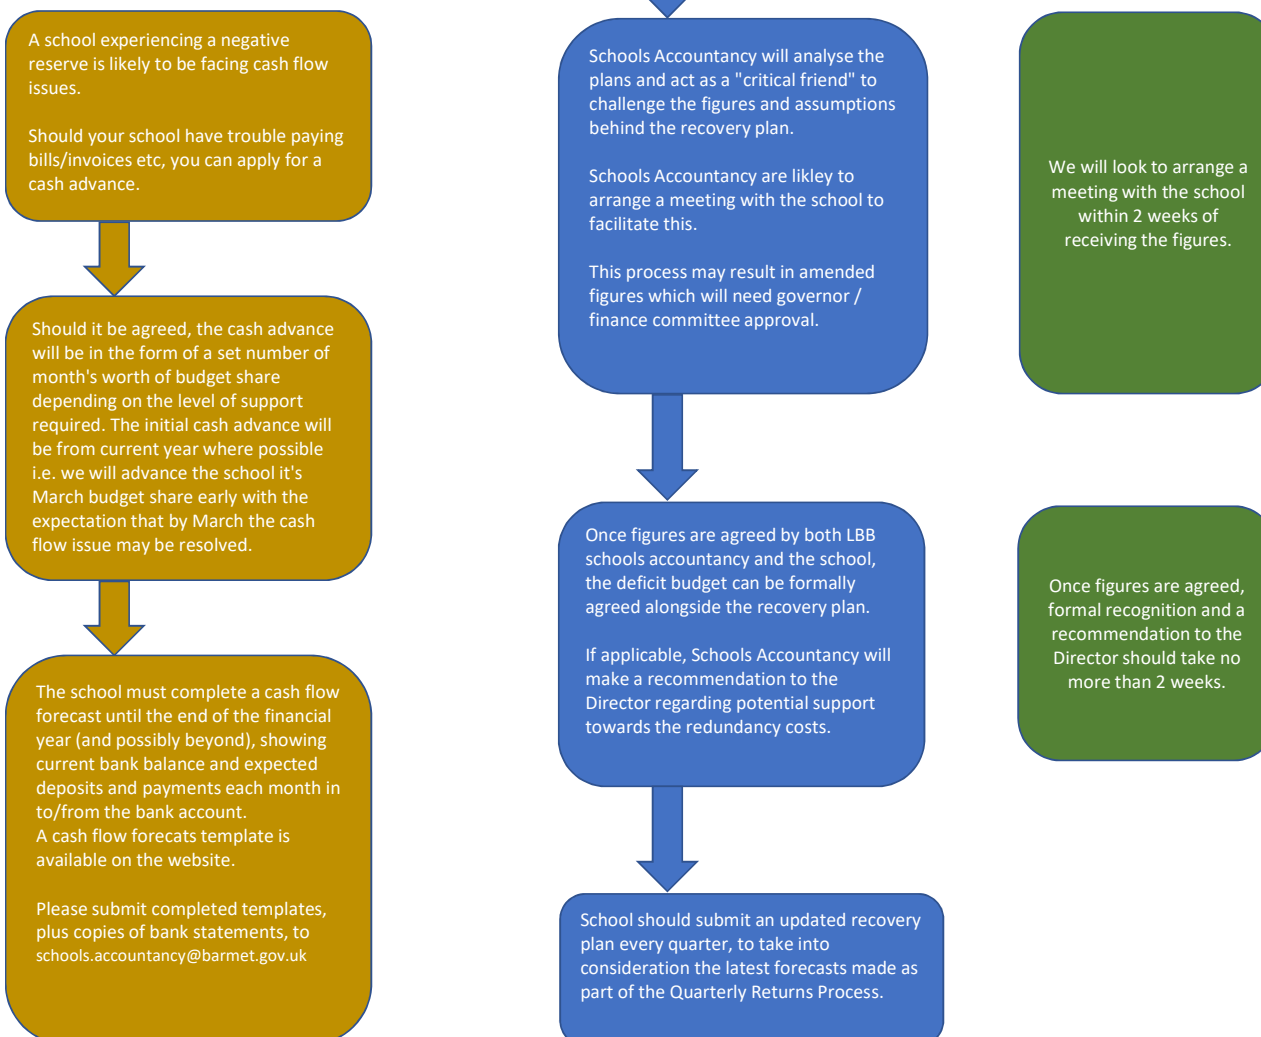 A school experiencing a negative
reserve is likely to be facing cash flow
issues.
Should your school have trouble paying
bills/invoices etc, you can apply for a
cash advance.
Should it be agreed, the cash advance
will be in the form of a set number of
month's worth of budget share
depending on the level of support
required. The initial cash advance will
be from current year where possible
i.e. we will advance the school it's
March budget share early with the
expectation that by March the cash
flow issue may be resolved.
The school must complete a cash flow
forecast until the end of the financial
year (and possibly beyond), showing
current bank balance and expected
deposits and payments each month in
to/from the bank account.
A cash flow forecats template is
available on the website.
Please submit completed templates,
plus copies of bank statements, to
schools.accountancy@barmet.gov.uk
Schools Accountancy will analyse the
plans and act as a "critical friend" to
challenge the figures and assumptions
behind the recovery plan.
Schools Accountancy are likley to
arrange a meeting with the school to
facilitate this.
This process may result in amended
figures which will need governor /
finance committee approval.
Once figures are agreed by both LBB
schools accountancy and the school,
the deficit budget can be formally
agreed alongside the recovery plan.
If applicable, Schools Accountancy will
make a recommendation to the
Director regarding potential support
towards the redundancy costs.
School should submit an updated recovery
plan every quarter, to take into
consideration the latest forecasts made as
part of the Quarterly Returns Process.
We will look to arrange a
meeting with the school
within 2 weeks of
receiving the figures.
Once figures are agreed,
formal recognition and a
recommendation to the
Director should take no
more than 2 weeks.